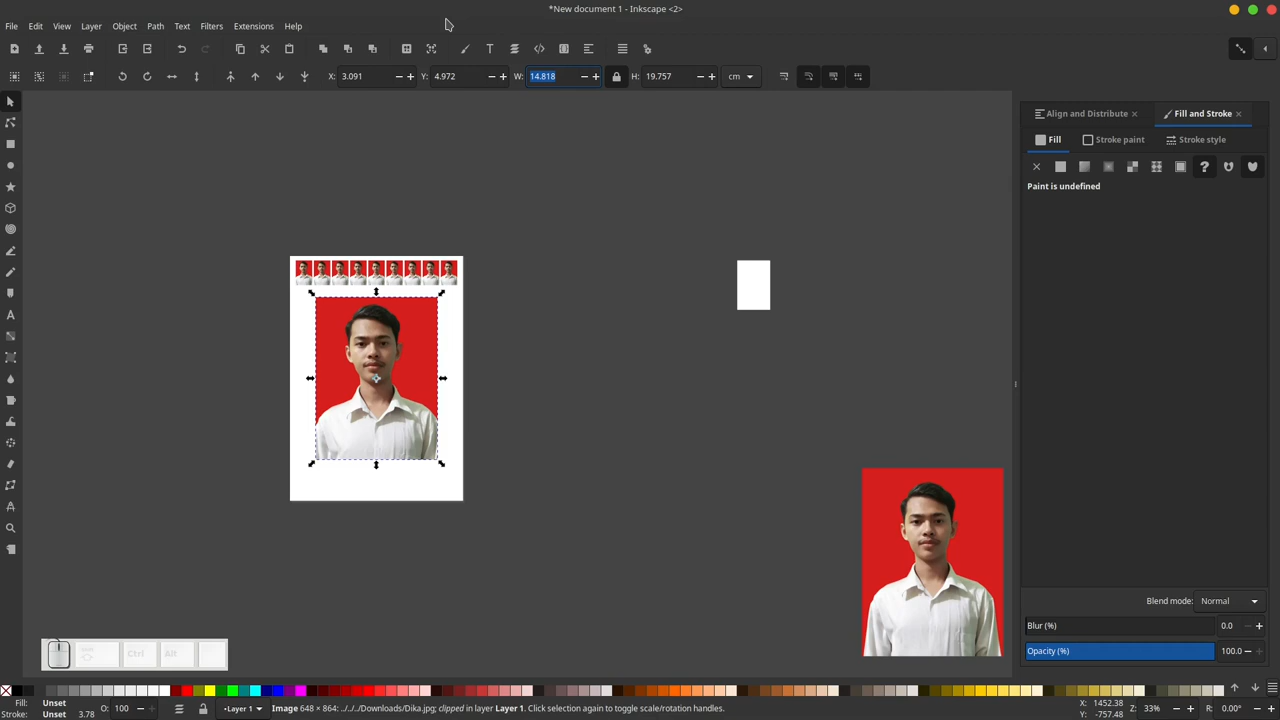 *New document 1 - Inkscape <2>
File Edit View Layer Object Path Text Filters Extensions Help
X: 3.091 Y: 4.972 W: 14.818 H: 19.757 cm
Align and Distribute Fill and Stroke
Fill Stroke paint Stroke style
Paint is undefined
Blend mode: Normal
Blur (%) 0.0
Opacity (%) 100.0
Ctrl Alt
Fill: Unset O: 100 •Layer 1 Image 648 × 864: ../../../Downloads/Dika.jpg; clipped in layer Layer 1. Click selection again to toggle scale/rotation handles. X: 1452.38 Z: 33% R: 0.00°
Stroke: Unset 3.78 Y: -757.48